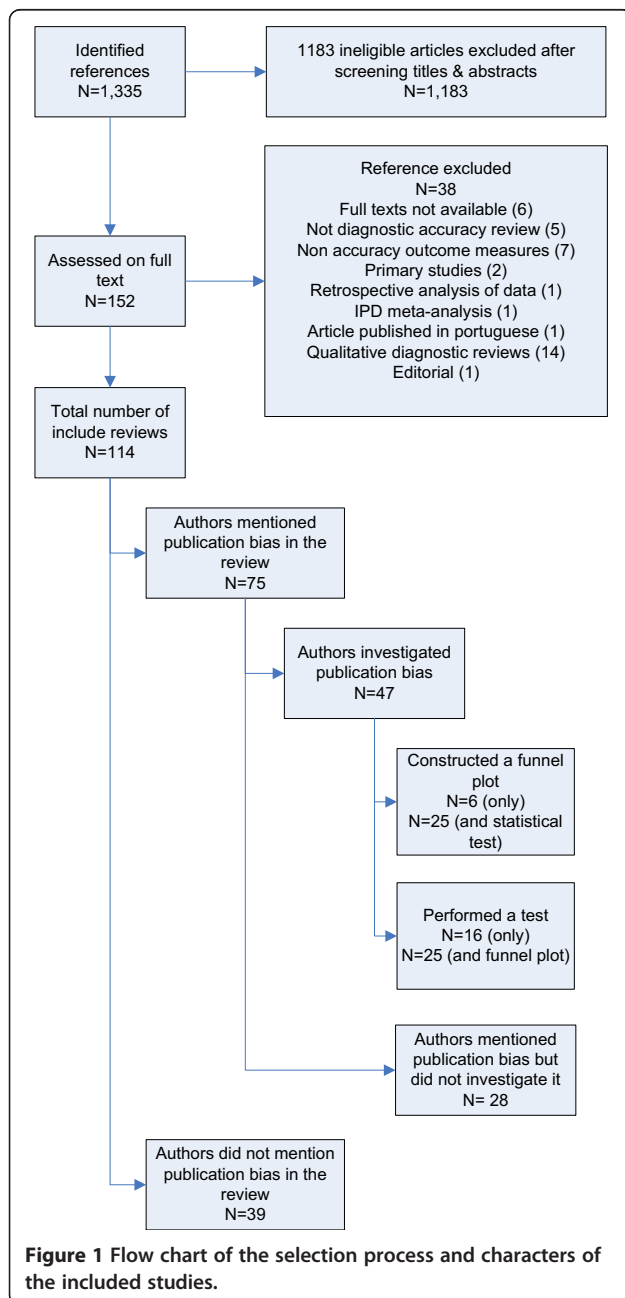 Identified
references
N=1,335
1183 ineligible articles excluded after
screening titles & abstracts
N=1,183
Reference excluded
N=38
Full texts not available (6)
Not diagnostic accuracy review (5)
Non accuracy outcome measures (7)
Primary studies (2)
Retrospective analysis of data (1)
IPD meta-analysis (1)
Article published in portuguese (1)
Qualitative diagnostic reviews (14)
Editorial (1)
Assessed on full
text
N=152
Total number of
include reviews
N=114
Authors mentioned
publication bias in the
review
N=75
Authors investigated
publication bias
N=47
Constructed a funnel
plot
N=6 (only)
N=25 (and statistical
test)
Performed a test
N=16 (only)
N=25 (and funnel plot)
Authors mentioned
publication bias but
did not investigate it
N= 28
Authors did not mention
publication bias in the
review
N=39
Figure 1 Flow chart of the selection process and characters of
the included studies.